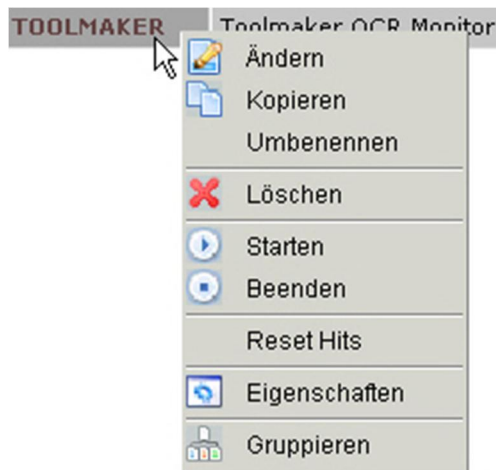 TOOLMAKER Toolmaker OCR Monitor
Ändern
Kopieren
Umbenennen
Löschen
Starten
Beenden
Reset Hits
Eigenschaften
Gruppieren